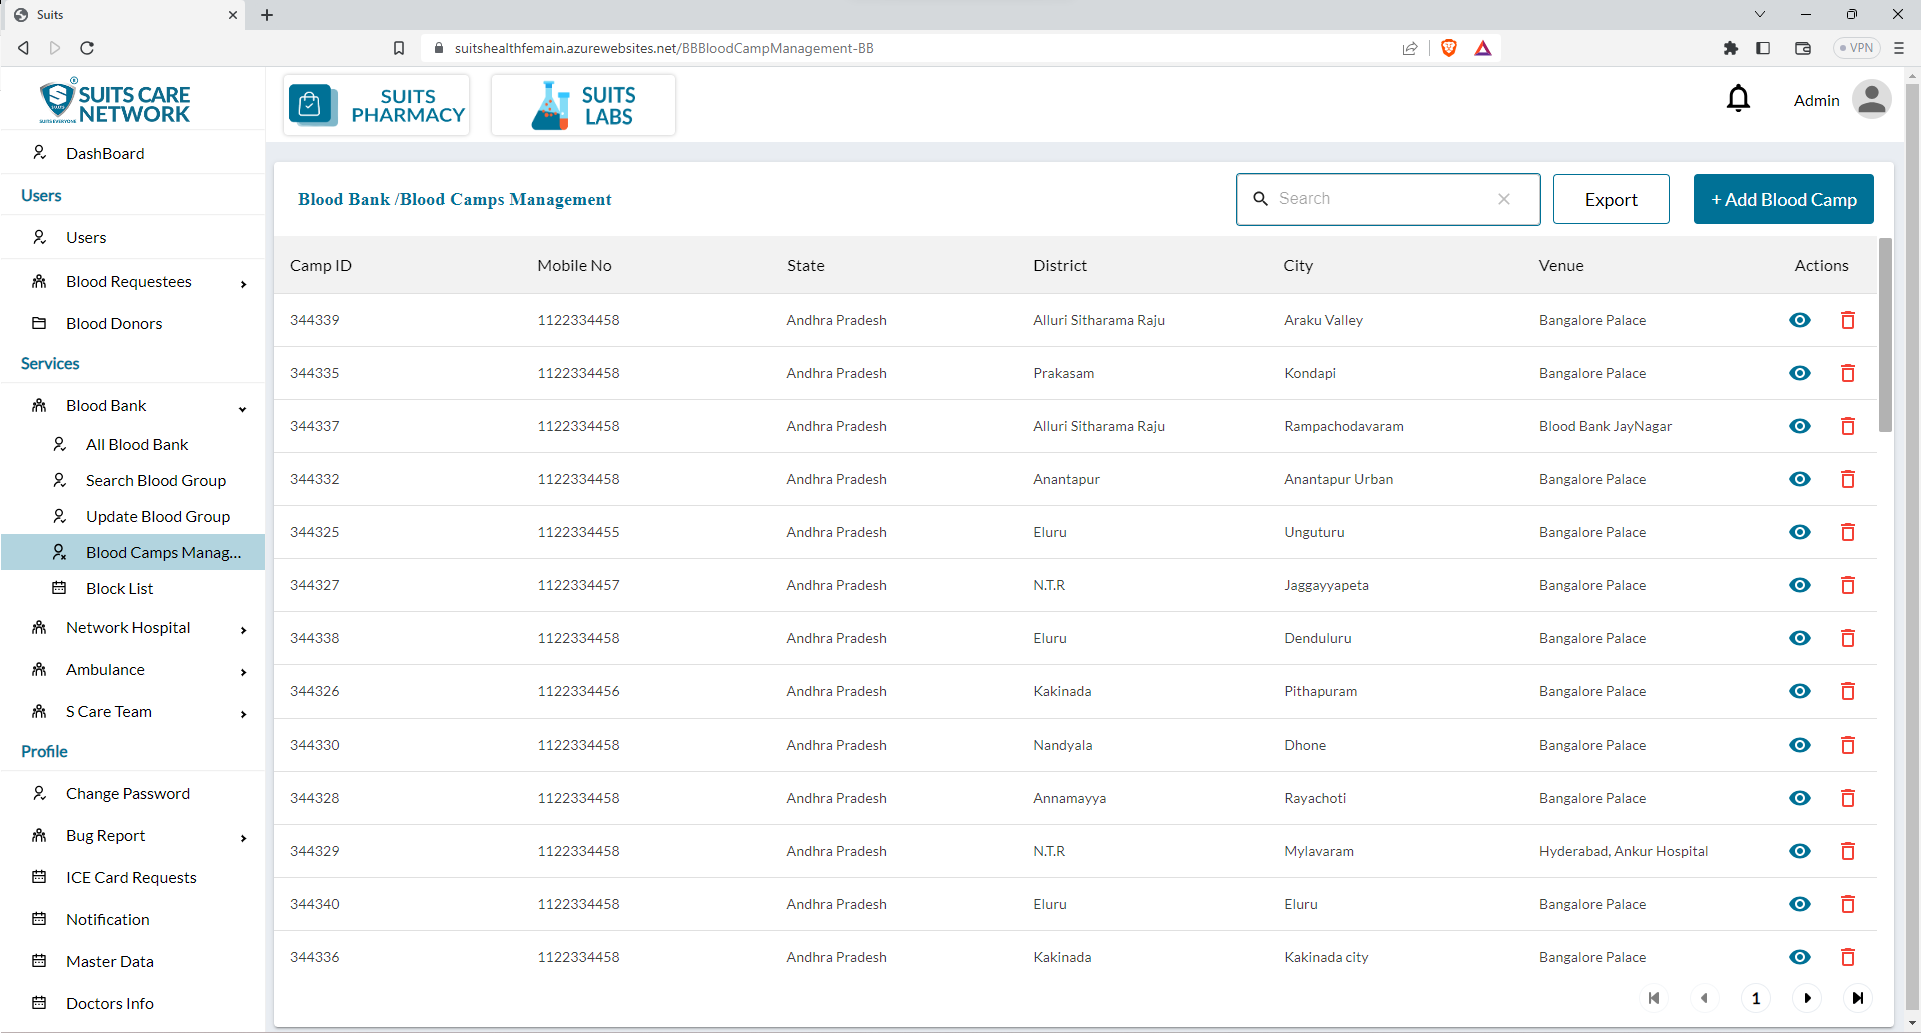 Suits
suitshealthfemain.azurewebsites.net/BBBloodCampManagement-BB
VPN
SUITS CARE
NETWORK
SUITS
PHARMACY
SUITS
LABS
Admin
DashBoard
Users
Users
Blood Requestees
Blood Donors
Services
Blood Bank
All Blood Bank
Search Blood Group
Update Blood Group
Blood Camps Manag...
Block List
Network Hospital
Ambulance
S Care Team
Profile
Change Password
Bug Report
ICE Card Requests
Notification
Master Data
Doctors Info
Blood Bank /Blood Camps Management
Search
Export
+ Add Blood Camp
Camp ID Mobile No State District City Venue Actions
344339 1122334458 Andhra Pradesh Alluri Sitharama Raju Araku Valley Bangalore Palace
344335 1122334458 Andhra Pradesh Prakasam Kondapi Bangalore Palace
344337 1122334458 Andhra Pradesh Alluri Sitharama Raju Rampachodavaram Blood Bank JayNagar
344332 1122334458 Andhra Pradesh Anantapur Anantapur Urban Bangalore Palace
344325 1122334455 Andhra Pradesh Eluru Unguturu Bangalore Palace
344327 1122334457 Andhra Pradesh N.T.R Jaggayyapeta Bangalore Palace
344338 1122334458 Andhra Pradesh Eluru Denduluru Bangalore Palace
344326 1122334456 Andhra Pradesh Kakinada Pithapuram Bangalore Palace
344330 1122334458 Andhra Pradesh Nandyala Dhone Bangalore Palace
344328 1122334458 Andhra Pradesh Annamayya Rayachoti Bangalore Palace
344329 1122334458 Andhra Pradesh N.T.R Mylavaram Hyderabad, Ankur Hospital
344340 1122334458 Andhra Pradesh Eluru Eluru Bangalore Palace
344336 1122334458 Andhra Pradesh Kakinada Kakinada city Bangalore Palace
1